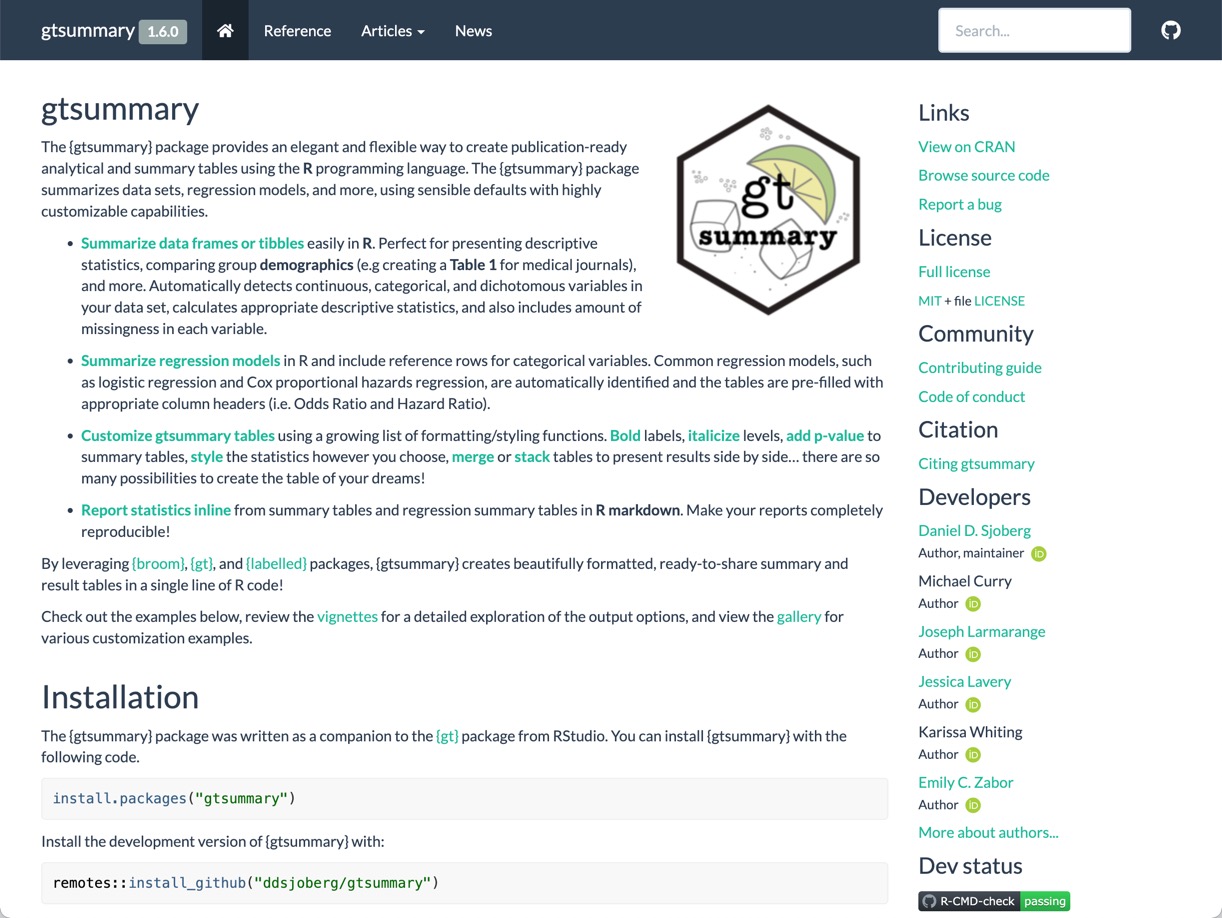 gtsummary 1.6.0 Reference Articles News Search...
gtsummary
The {gtsummary} package provides an elegant and flexible way to create publication-ready
analytical and summary tables using the R programming language. The {gtsummary} package
summarizes data sets, regression models, and more, using sensible defaults with highly
customizable capabilities.
• Summarize data frames or tibbles easily in R. Perfect for presenting descriptive
statistics, comparing group demographics (e.g creating a Table 1 for medical journals),
and more. Automatically detects continuous, categorical, and dichotomous variables in
your data set, calculates appropriate descriptive statistics, and also includes amount of
missingness in each variable.
gt
summary
• Summarize regression models in R and include reference rows for categorical variables. Common regression models, such
as logistic regression and Cox proportional hazards regression, are automatically identified and the tables are pre-filled with
appropriate column headers (i.e. Odds Ratio and Hazard Ratio).
• Customize gtsummary tables using a growing list of formatting/styling functions. Bold labels, italicize levels, add p-value to
summary tables, style the statistics however you choose, merge or stack tables to present results side by side... there are so
many possibilities to create the table of your dreams!
• Report statistics inline from summary tables and regression summary tables in R markdown. Make your reports completely
reproducible!
By leveraging {broom}, {gt}, and {labelled} packages, {gtsummary} creates beautifully formatted, ready-to-share summary and
result tables in a single line of R code!
Check out the examples below, review the vignettes for a detailed exploration of the output options, and view the gallery for
various customization examples.
Installation
The {gtsummary} package was written as a companion to the {gt} package from RStudio. You can install {gtsummary} with the
following code.
install.packages("gtsummary")
Install the development version of {gtsummary} with:
remotes::install_github("ddsjoberg/gtsummary")
Links
View on CRAN
Browse source code
Report a bug
License
Full license
MIT + file LICENSE
Community
Contributing guide
Code of conduct
Citation
Citing gtsummary
Developers
Daniel D. Sjoberg
Author, maintainer iD
Michael Curry
Author iD
Joseph Larmarange
Author iD
Jessica Lavery
Author iD
Karissa Whiting
Author iD
Emily C. Zabor
Author iD
More about authors...
Dev status
R-CMD-check passing